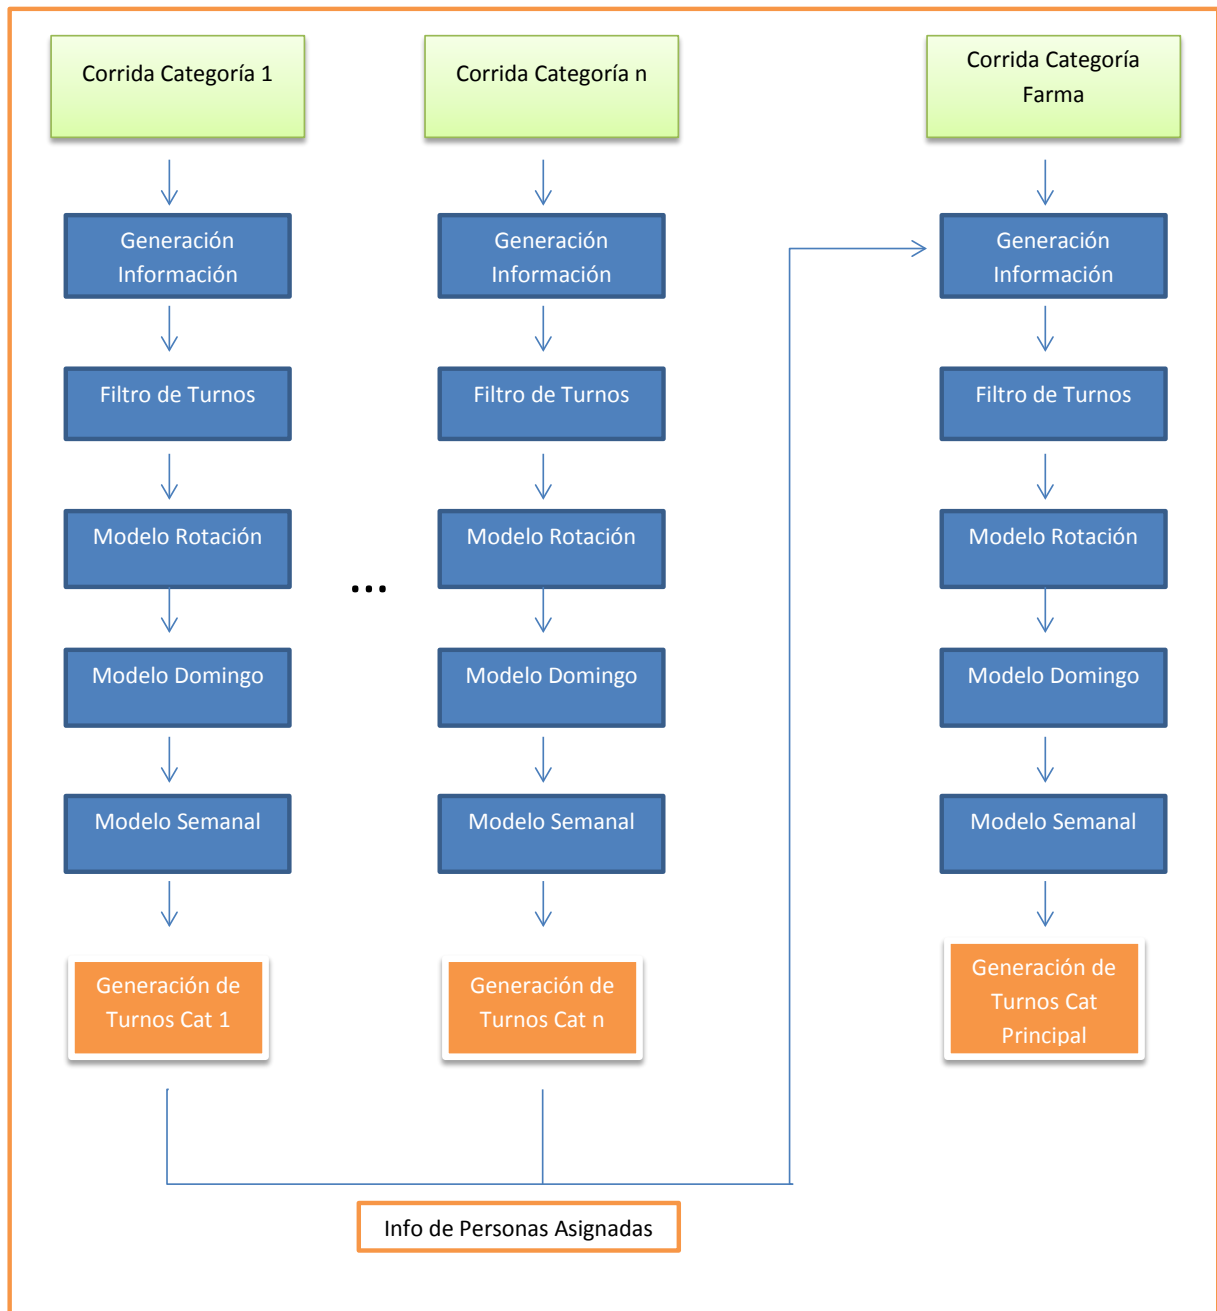 Corrida Categoría 1
Generación
Información
Filtro de Turnos
Modelo Rotación
Modelo Domingo
Modelo Semanal
Generación de
Turnos Cat 1
...
Corrida Categoría n
Generación
Información
Filtro de Turnos
Modelo Rotación
Modelo Domingo
Modelo Semanal
Generación de
Turnos Cat n
Corrida Categoría
Farma
Generación
Información
Filtro de Turnos
Modelo Rotación
Modelo Domingo
Modelo Semanal
Generación de
Turnos Cat
Principal
Info de Personas Asignadas